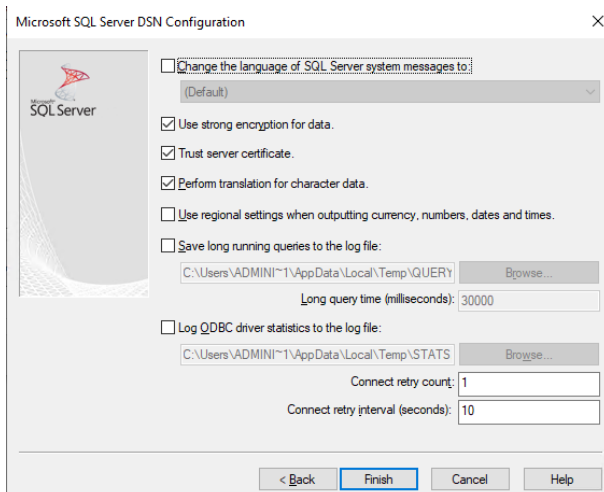 Microsoft SQL Server DSN Configuration
Microsoft
SQL Server
Change the language of SQL Server system messages to:
(Default)
Use strong encryption for data.
Trust server certificate.
Perform translation for character data.
Use regional settings when outputting currency, numbers, dates and times.
Save long running queries to the log file:
C:\Users\ADMINI~1\AppData\Local\Temp\QUERY
Browse...
Long query time (milliseconds):
30000
Log ODBC driver statistics to the log file:
C:\Users\ADMINI~1\AppData\Local\Temp\STATS
Browse...
Connect retry count:
1
Connect retry interval (seconds):
10
< Back
Finish
Cancel
Help